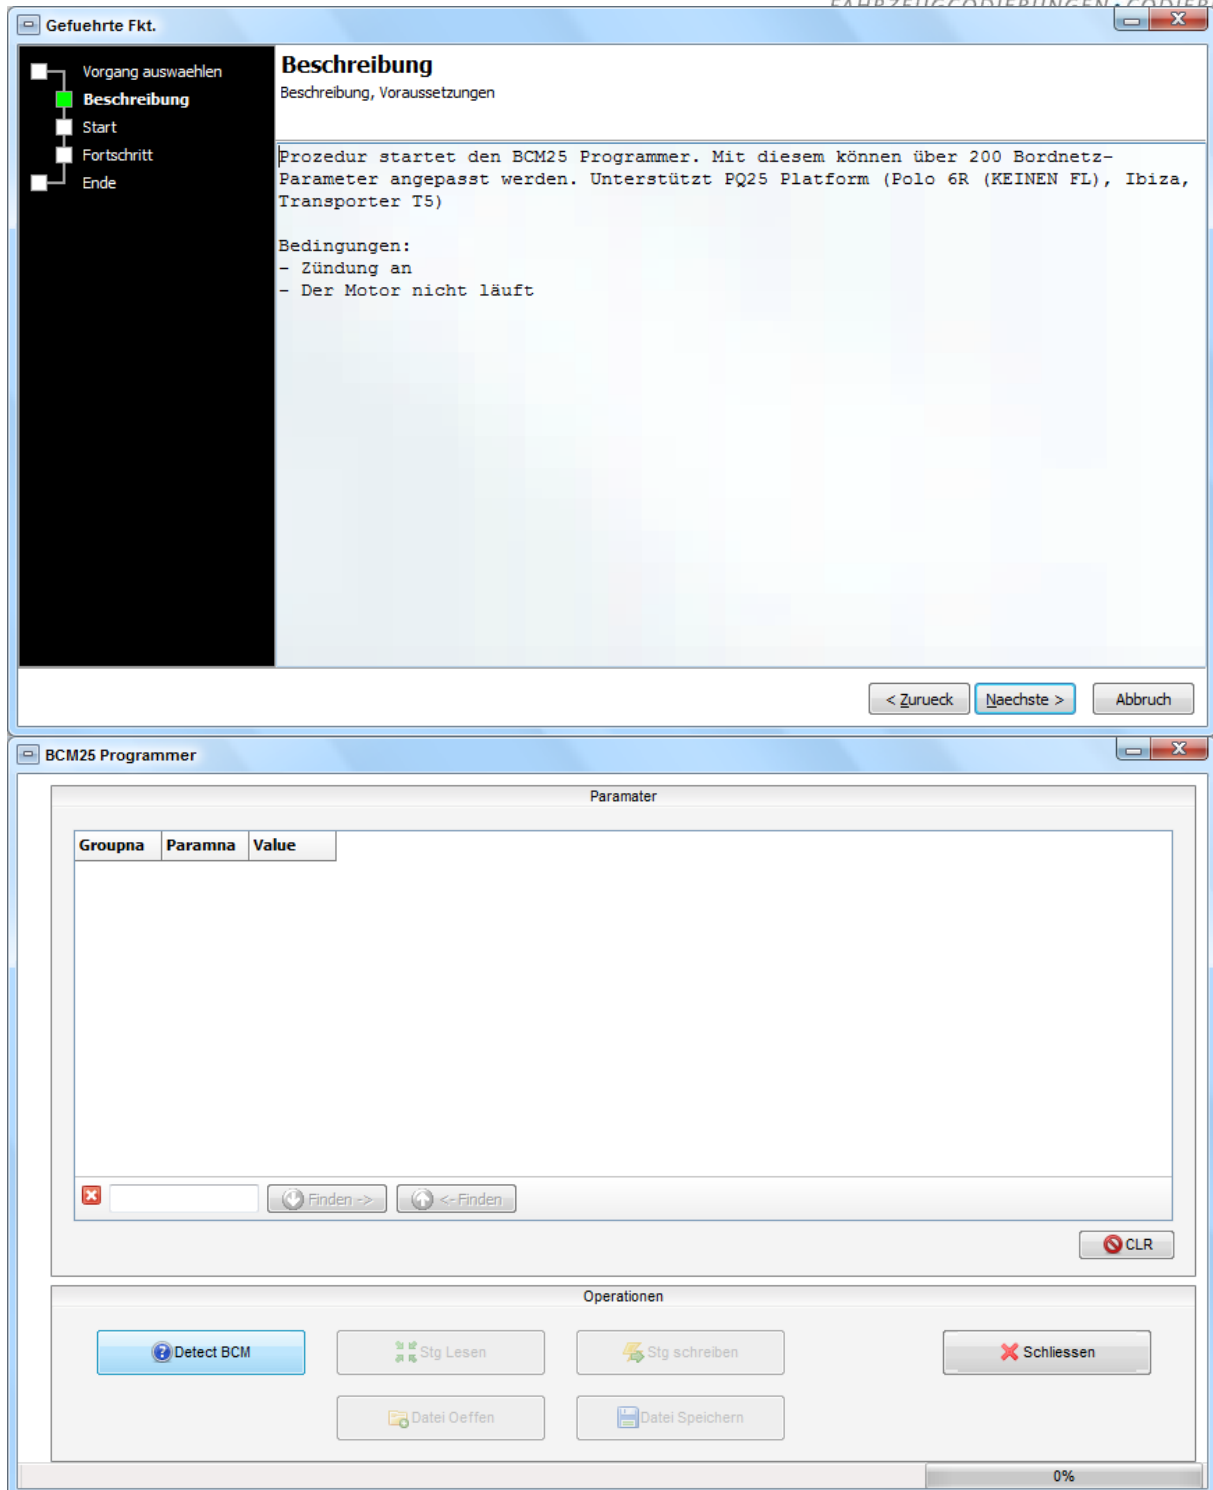 FAHRZEUGCODIERUNGEN • CODIER
Gefuehrte Fkt.
Vorgang auswaehlen
Beschreibung
Start
Fortschritt
Ende
Beschreibung
Beschreibung, Voraussetzungen
Prozedur startet den BCM25 Programmer. Mit diesem können über 200 Bordnetz-
Parameter angepasst werden. Unterstützt PQ25 Platform (Polo 6R (KEINEN FL), Ibiza,
Transporter T5)
Bedingungen:
- Zündung an
- Der Motor nicht läuft
< Zurueck
Naechste >
Abbruch
BCM25 Programmer
Paramater
Groupna Paramna Value
Finden ->
<-Finden
CLR
Operationen
Detect BCM
Stg Lesen
Stg schreiben
Schliessen
Datei Oeffen
Datei Speichern
0%